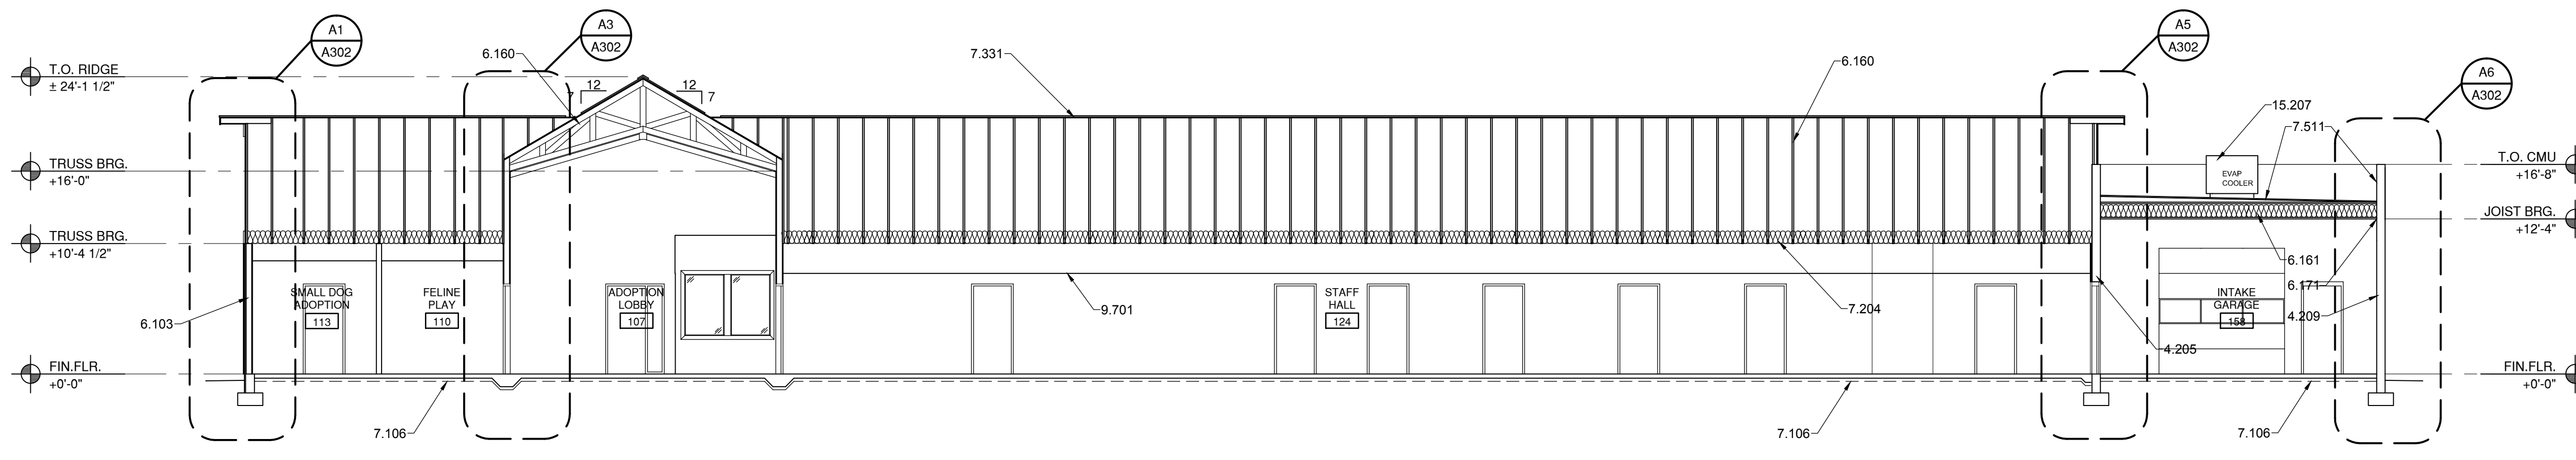 A1
A302
A3
A302
A5
A302
A6
A302
T.O. RIDGE
± 24'-1 1/2"
6.160
12
7
12
7
7.331
6.160
15.207
7.511
EVAP
COOLER
TRUSS BRG.
+16'-0"
T.O. CMU
+16'-8"
TRUSS BRG.
+10'-4 1/2"
JOIST BRG.
+12'-4"
6.161
6.171
4.209
4.205
6.103
SMALL DOG
ADOPTION
113
FELINE
PLAY
110
ADOPTION
LOBBY
107
9.701
STAFF
HALL
124
7.204
INTAKE
GARAGE
158
FIN.FLR.
+0'-0"
FIN.FLR.
+0'-0"
7.106
7.106
7.106